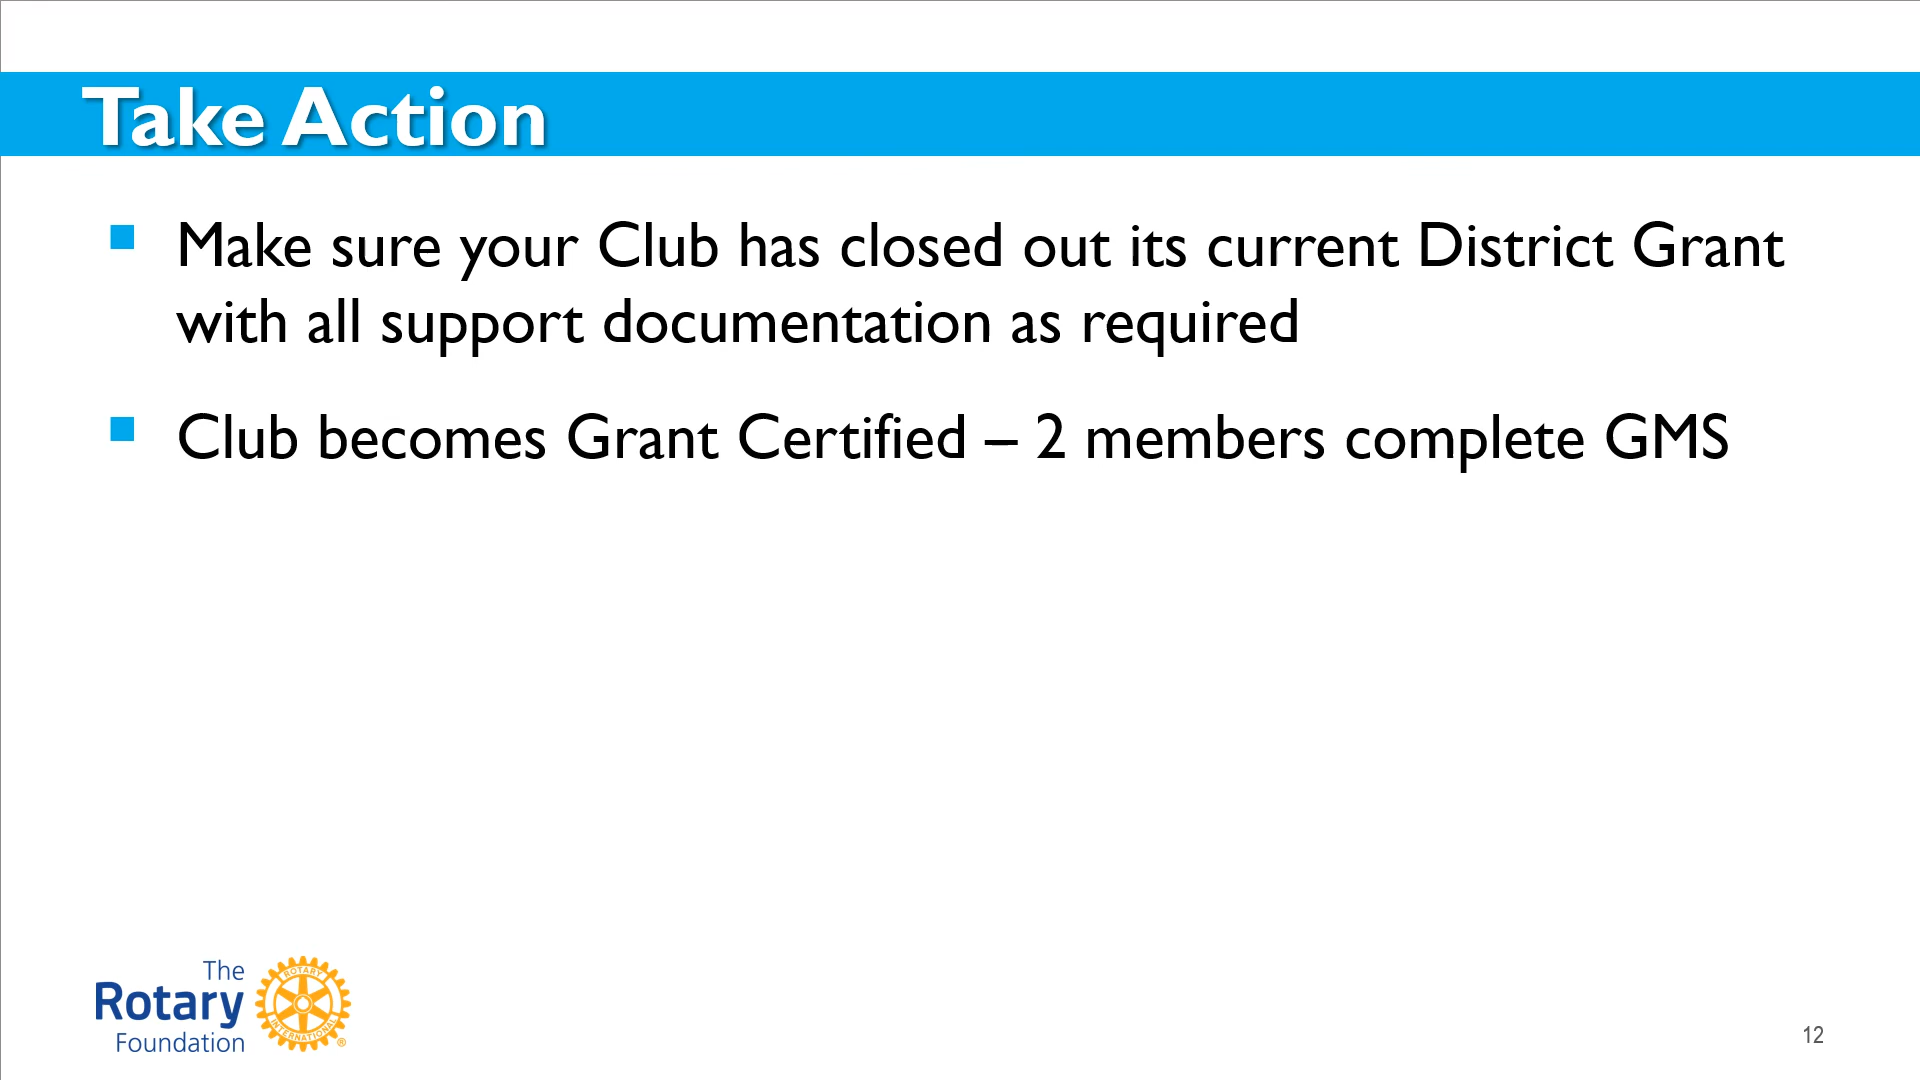 Take Action
Make sure your Club has closed out its current District Grant
with all support documentation as required
Club becomes Grant Certified – 2 members complete GMS
The
Rotary
Foundation
ROTARY
INTERNATIONAL
®
12